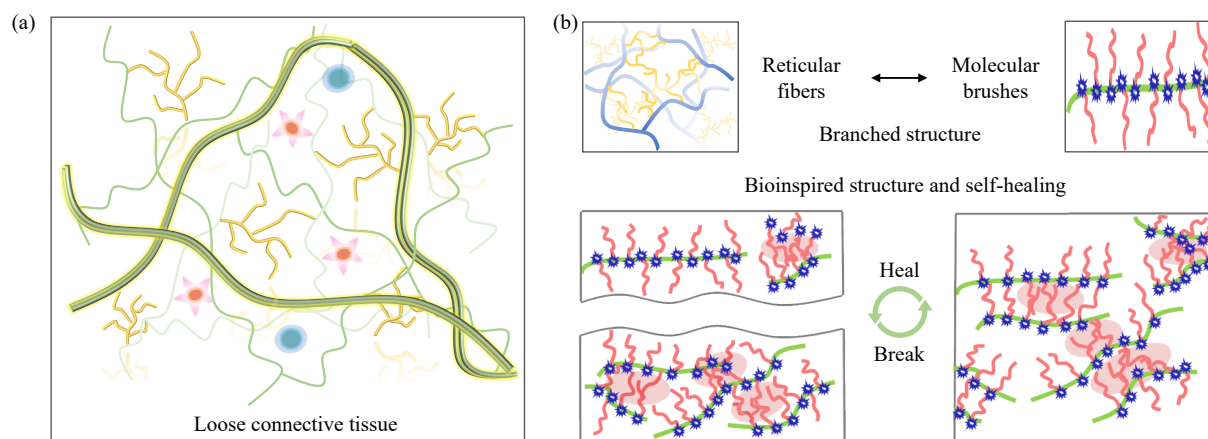 (a)
Loose connective tissue
(b)
Reticular
fibers
Molecular
brushes
Branched structure
Bioinspired structure and self-healing
Heal
Break